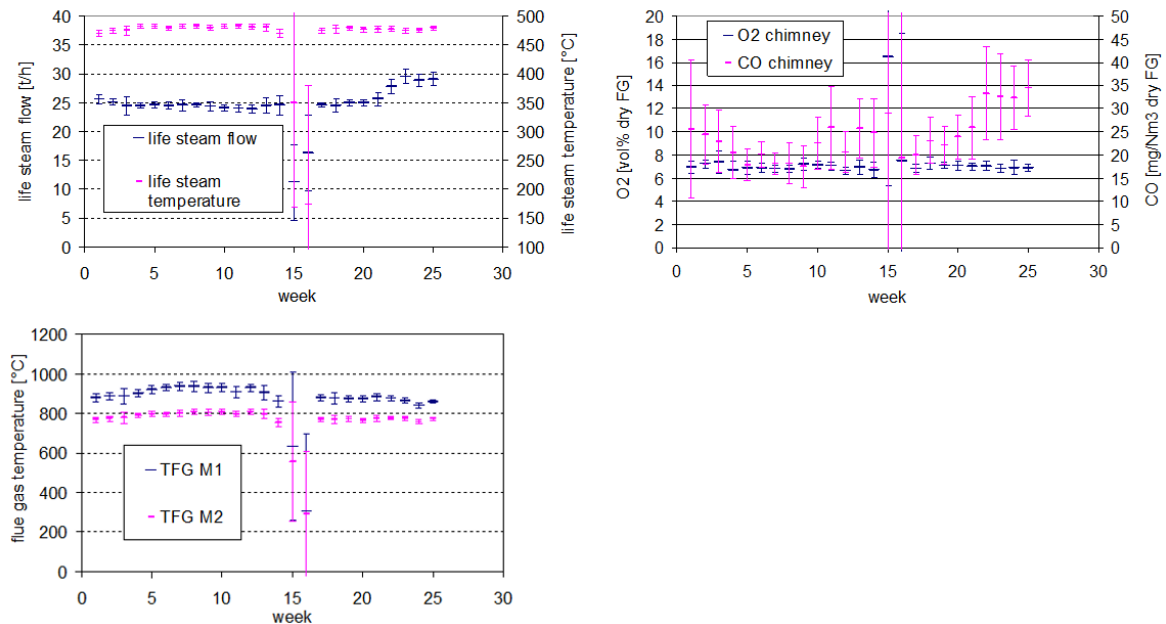 40
35
30
25
20
15
10
5
0
life steam flow [t/h]
500
450
400
350
300
250
200
150
100
life steam temperature [°C]
life steam flow
life steam
temperature
0 5 10 15 20 25 30
week
20
18
16
14
12
10
8
6
4
2
0
O2 [vol% dry FG]
50
45
40
35
30
25
20
15
10
5
0
CO [mg/Nm3 dry FG]
O2 chimney
CO chimney
0 5 10 15 20 25 30
week
1200
1000
800
600
400
200
0
flue gas temperature [°C]
TFG M1
TFG M2
0 5 10 15 20 25 30
week